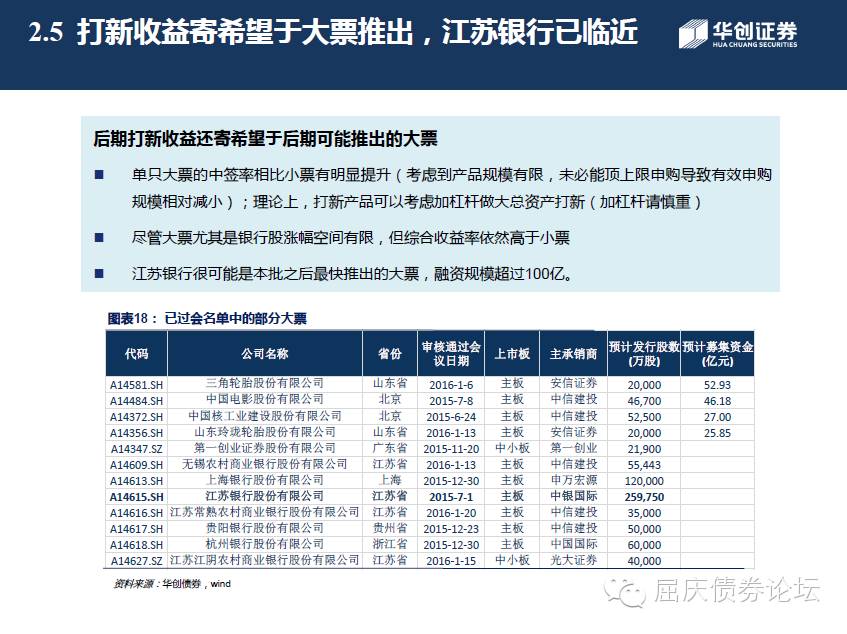 2.5 打新收益寄希望于大票推出，江苏银行已临近
华创证券
HUA CHUANG SECURITIES
后期打新收益还寄希望于后期可能推出的大票
■ 单只大票的中签率相比小票有明显提升（考虑到产品规模有限，未必能顶上限申购导致有效申购
规模相对减小）；理论上，打新产品可以考虑加杠杆做大总资产打新（加杠杆请慎重）
■ 尽管大票尤其是银行股涨幅空间有限，但综合收益率依然高于小票
■ 江苏银行很可能是本批之后最快推出的大票，融资规模超过100亿。
图表18： 已过会名单中的部分大票
代码 公司名称 省份 审核通过会议日期 上市板 主承销商 预计发行股数(万股) 预计募集资金(亿元)
A14581.SH 三角轮胎股份有限公司 山东省 2016-1-6 主板 安信证券 20,000 52.93
A14484.SH 中国电影股份有限公司 北京 2015-7-8 主板 中信建投 46,700 46.18
A14372.SH 中国核工业建设股份有限公司 北京 2015-6-24 主板 中信建投 52,500 27.00
A14356.SH 山东玲珑轮胎股份有限公司 山东省 2016-1-13 主板 安信证券 20,000 25.85
A14347.SZ 第一创业证券股份有限公司 广东省 2015-11-20 中小板 第一创业 21,900
A14609.SH 无锡农村商业银行股份有限公司 江苏省 2016-1-13 主板 中信建投 55,443
A14613.SH 上海银行股份有限公司 上海 2015-12-30 主板 申万宏源 120,000
A14615.SH 江苏银行股份有限公司 江苏省 2015-7-1 主板 中银国际 259,750
A14616.SH 江苏常熟农村商业银行股份有限公司 江苏省 2016-1-20 主板 中信建投 35,000
A14617.SH 贵阳银行股份有限公司 贵州省 2015-12-23 主板 中信建投 50,000
A14618.SH 杭州银行股份有限公司 浙江省 2015-12-30 主板 中国国际 60,000
A14627.SZ 江苏江阴农村商业银行股份有限公司 江苏省 2016-1-15 中小板 光大证券 40,000
资料来源：华创债券，wind
屈庆债券论坛